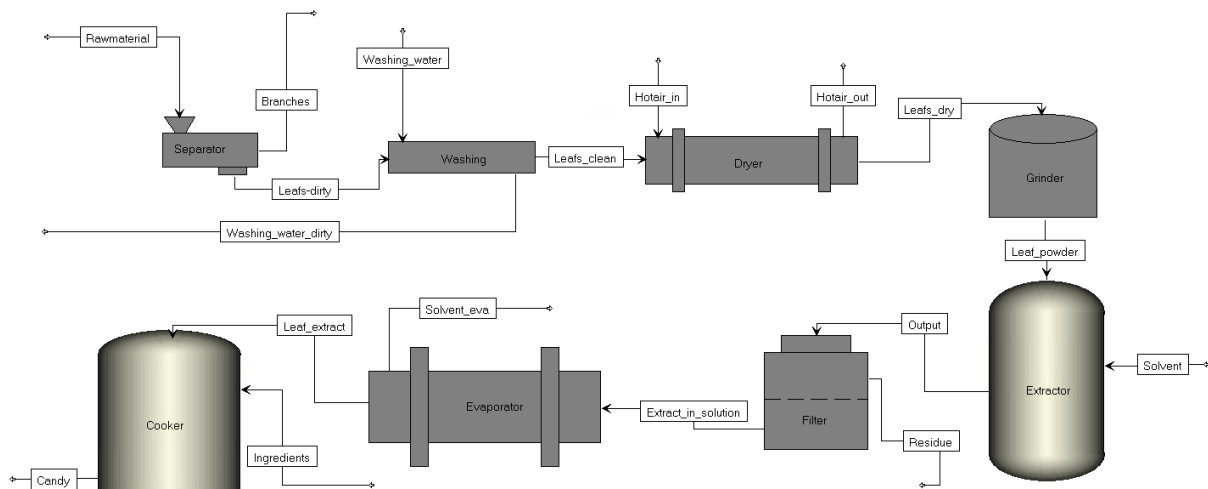 Rawmaterial
Washing_water
Branches
Hotair_in
Hotair_out
Leafs_dry
Separator
Washing
Leafs_clean
Dryer
Grinder
Leafs-dirty
Washing_water_dirty
Leaf_powder
Solvent_eva
Leaf_extract
Output
Solvent
Extractor
Evaporator
Extract_in_solution
Filter
Cooker
Residue
Ingredients
Candy